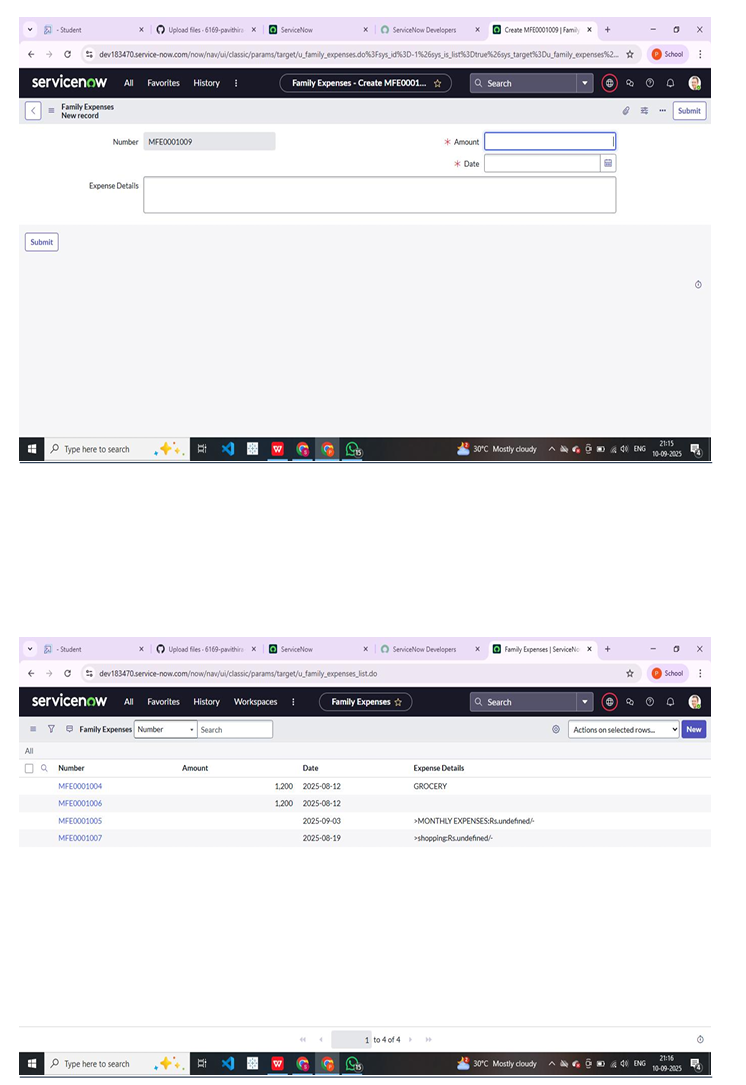 - Student
Upload files · 6169-pavithira
ServiceNow
ServiceNow Developers
Create MFE0001009 | Family
dev183470.service-now.com/now/nav/ui/classic/params/target/u_family_expenses.do%3Fsys_id%3D-1%26sys_is_list%3Dtrue%26sys_target%3Du_family_expenses%2...
P School
servicenow All Favorites History Family Expenses - Create MFE0001... Search
Family Expenses
New record
Submit
Number MFE0001009
Amount
Date
Expense Details
Submit
Type here to search
30°C Mostly cloudy
ENG
21:15
10-09-2025
15
4
- Student
Upload files · 6169-pavithira
ServiceNow
ServiceNow Developers
Family Expenses | ServiceNo
dev183470.service-now.com/now/nav/ui/classic/params/target/u_family_expenses_list.do
P School
servicenow All Favorites History Workspaces Family Expenses Search
Family Expenses Number Search Actions on selected rows... New
All
Number Amount Date Expense Details
MFE0001004 1,200 2025-08-12 GROCERY
MFE0001006 1,200 2025-08-12
MFE0001005 2025-09-03 >MONTHLY EXPENSES:Rs.undefined/-
MFE0001007 2025-08-19 >shopping:Rs.undefined/-
1 to 4 of 4
Type here to search
30°C Mostly cloudy
ENG
21:16
10-09-2025
15
4